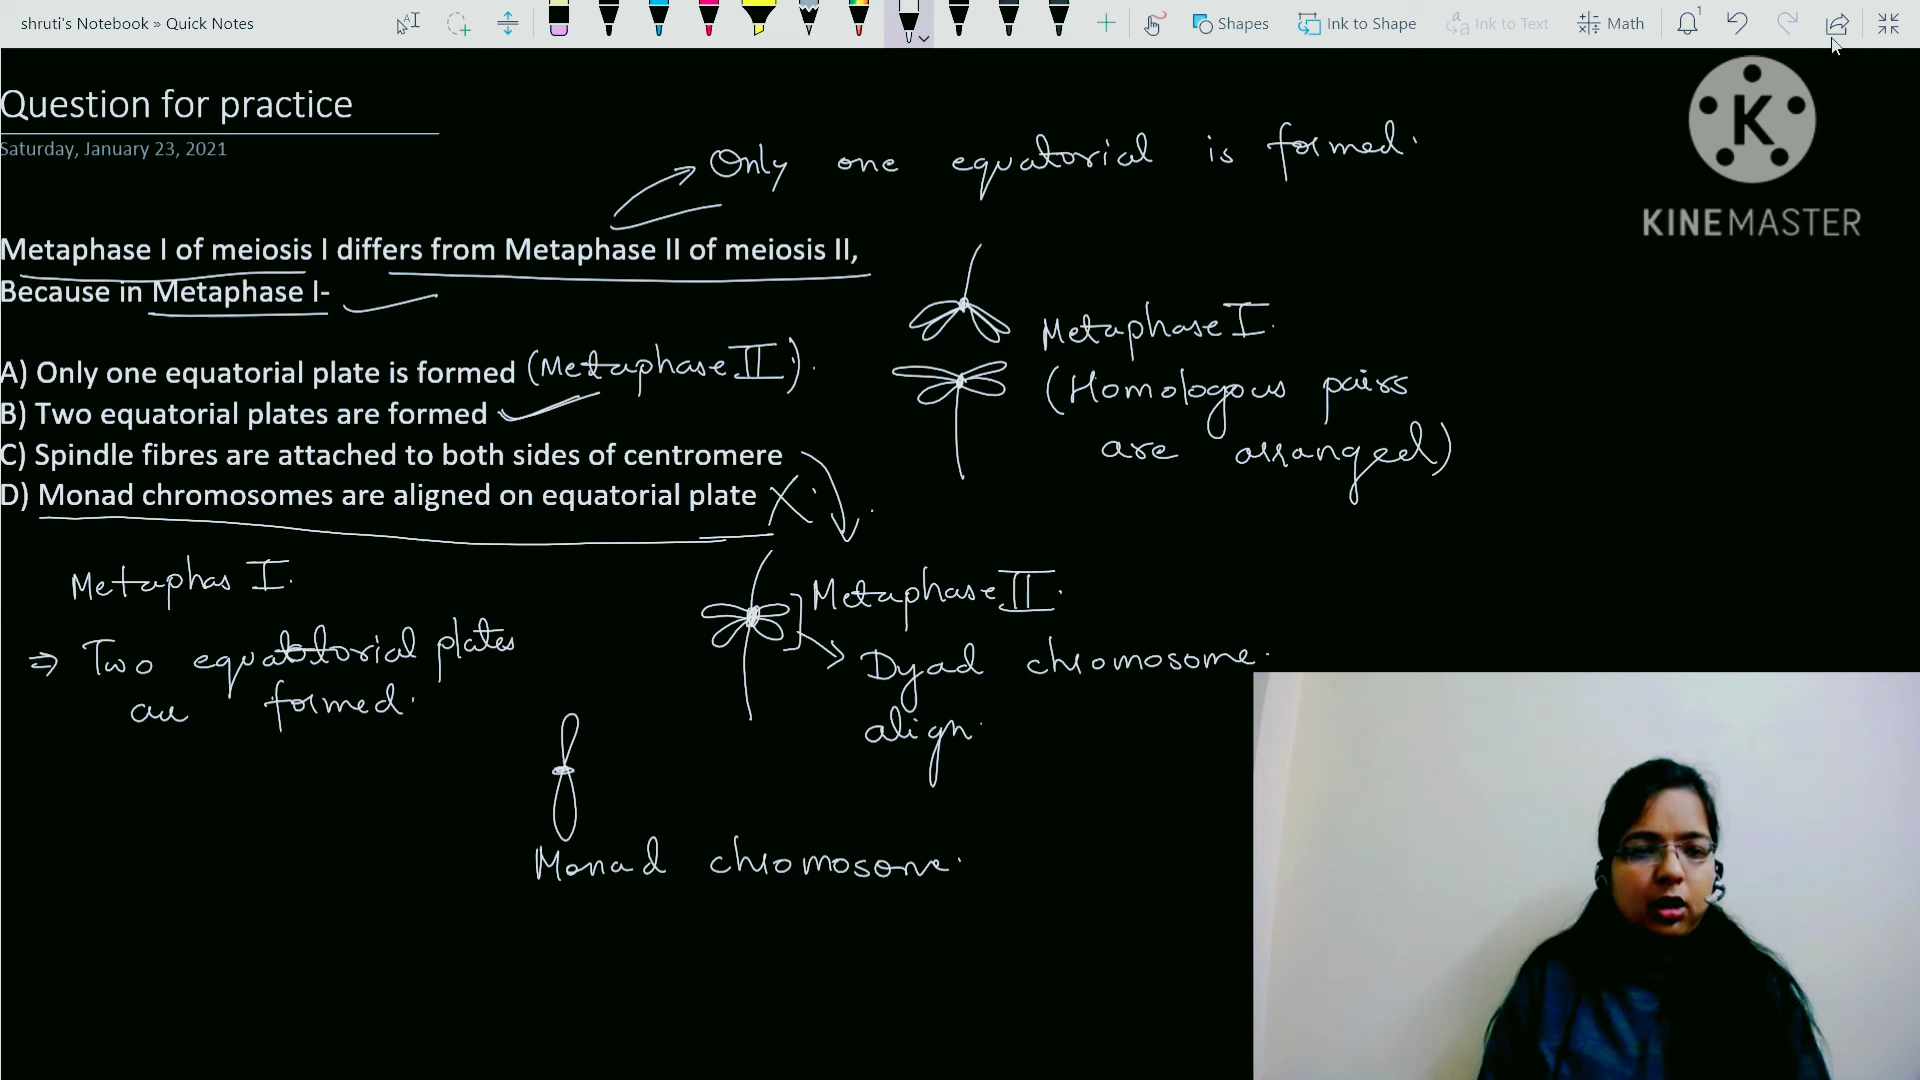 shruti's Notebook » Quick Notes
Shapes
Ink to Shape
Ink to Text
Math
1
Question for practice
Saturday, January 23, 2021
Only one equatorial is formed.
K
KINEMASTER
Metaphase I of meiosis I differs from Metaphase II of meiosis II,
Because in Metaphase I-
A) Only one equatorial plate is formed (Metaphase II).
B) Two equatorial plates are formed
C) Spindle fibres are attached to both sides of centromere
D) Monad chromosomes are aligned on equatorial plate X
Metaphase I.
(Homologous pairs
are arranged)
Metaphas I.
⇒ Two equatorial plates
are formed.
Metaphase II.
Dyad chromosome.
align.
Monad chromosome.